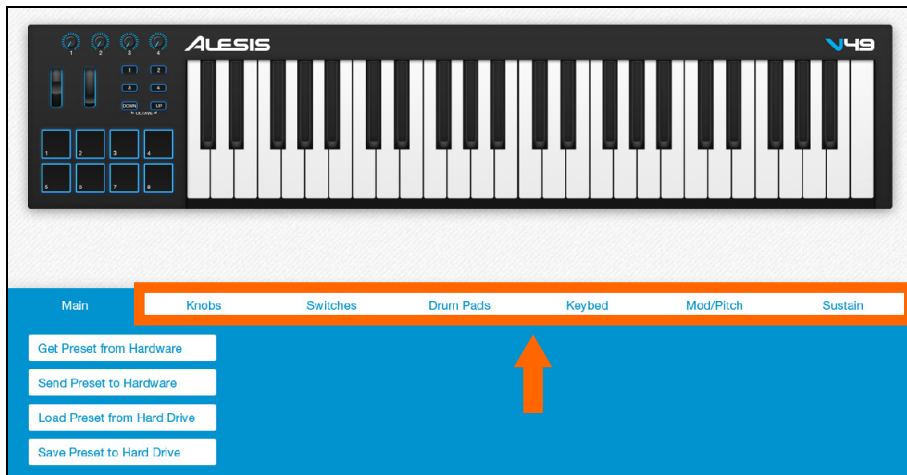 1 2 3 4
ALESIS
V49
1 2
3 4
DOWN UP
OCTAVE
1 2 3 4
5 6 7 8
Main Knobs Switches Drum Pads Keybed Mod/Pitch Sustain
Get Preset from Hardware
Send Preset to Hardware
Load Preset from Hard Drive
Save Preset to Hard Drive